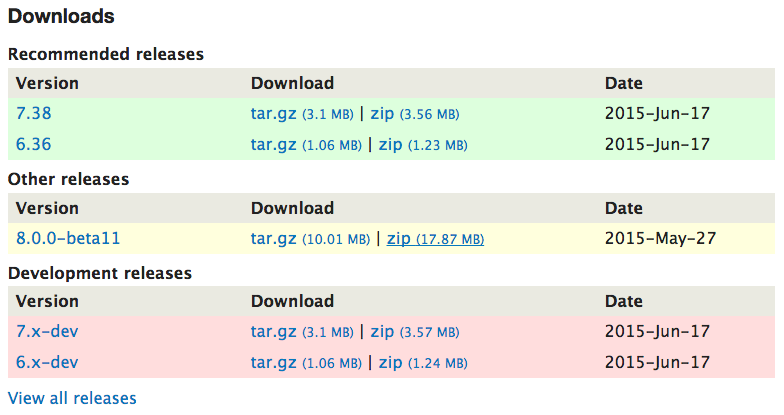 Downloads
Recommended releases
Version Download Date
7.38 tar.gz (3.1 MB) | zip (3.56 MB) 2015-Jun-17
6.36 tar.gz (1.06 MB) | zip (1.23 MB) 2015-Jun-17
Other releases
Version Download Date
8.0.0-beta11 tar.gz (10.01 MB) | zip (17.87 MB) 2015-May-27
Development releases
Version Download Date
7.x-dev tar.gz (3.1 MB) | zip (3.57 MB) 2015-Jun-17
6.x-dev tar.gz (1.06 MB) | zip (1.24 MB) 2015-Jun-17
View all releases